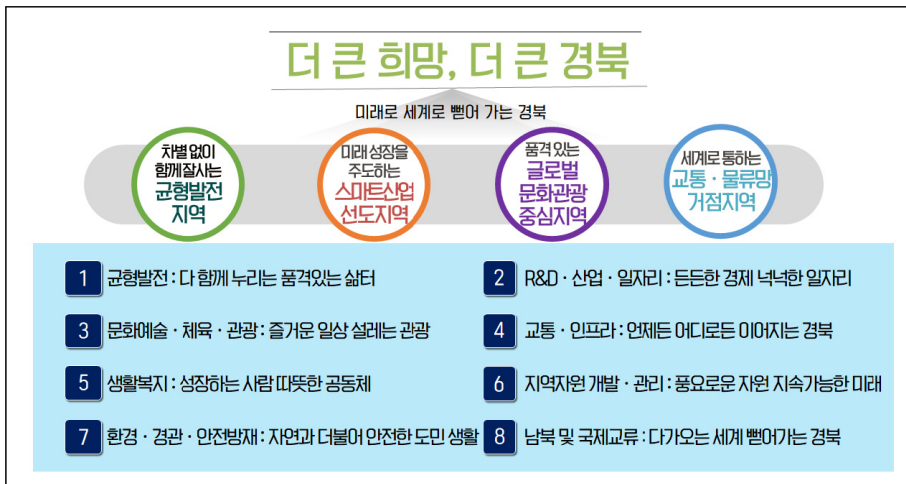 더 큰 희망, 더 큰 경북
미래로 세계로 뻗어 가는 경북
차별 없이
함께 잘사는
균형발전
지역
미래 성장을
주도하는
스마트산업
선도지역
품격 있는
글로벌
문화관광
중심지역
세계로 통하는
교통 · 물류망
거점지역
1 균형발전 : 다 함께 누리는 품격있는 삶터
2 R&D · 산업 · 일자리 : 든든한 경제 넉넉한 일자리
3 문화예술 · 체육 · 관광 : 즐거운 일상 설레는 관광
4 교통 · 인프라 : 언제든 어디로든 이어지는 경북
5 생활복지 : 성장하는 사람 따뜻한 공동체
6 지역자원 개발 · 관리 : 풍요로운 자원 지속가능한 미래
7 환경 · 경관 · 안전방재 : 자연과 더불어 안전한 도민 생활
8 남북 및 국제교류 : 다가오는 세계 뻗어가는 경북